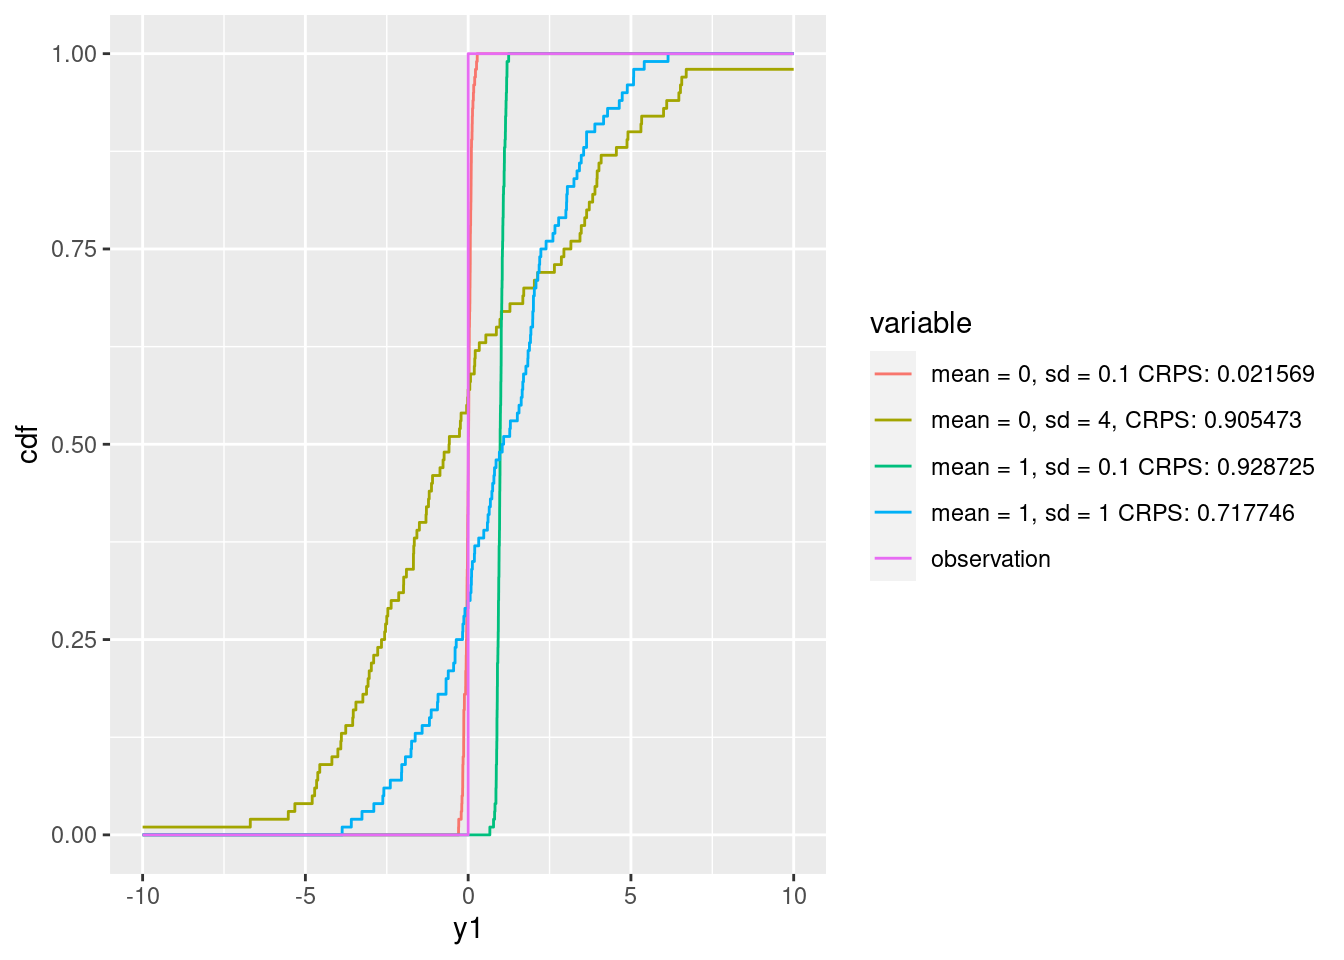 1.00
0.75
0.50
0.25
0.00
cdf
-10
-5
0
5
10
y1
variable
mean = 0, sd = 0.1 CRPS: 0.021569
mean = 0, sd = 4, CRPS: 0.905473
mean = 1, sd = 0.1 CRPS: 0.928725
mean = 1, sd = 1 CRPS: 0.717746
observation